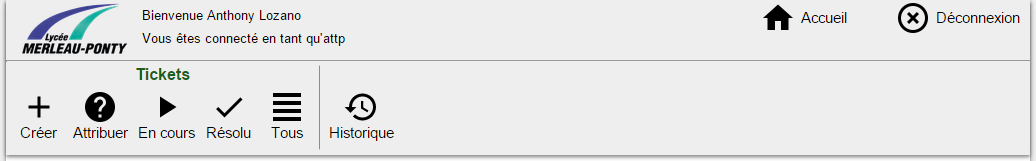 Lycée
MERLEAU-PONTY
Bienvenue Anthony Lozano
Vous êtes connecté en tant qu'attp
Accueil
Déconnexion
Tickets
Créer
Attribuer
En cours
Résolu
Tous
Historique